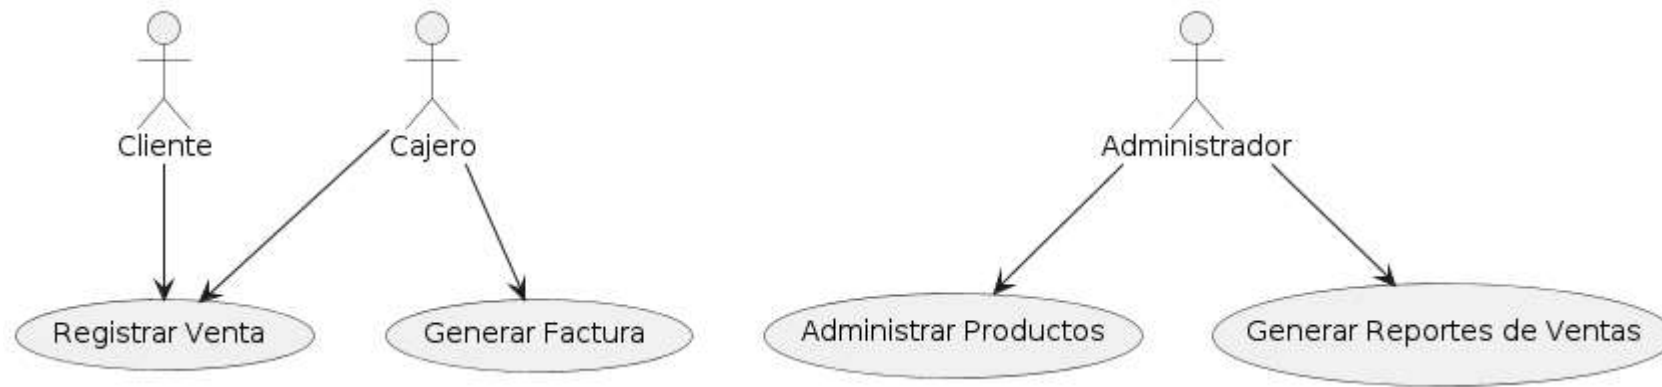 Cliente
Cajero
Administrador
Registrar Venta
Generar Factura
Administrar Productos
Generar Reportes de Ventas